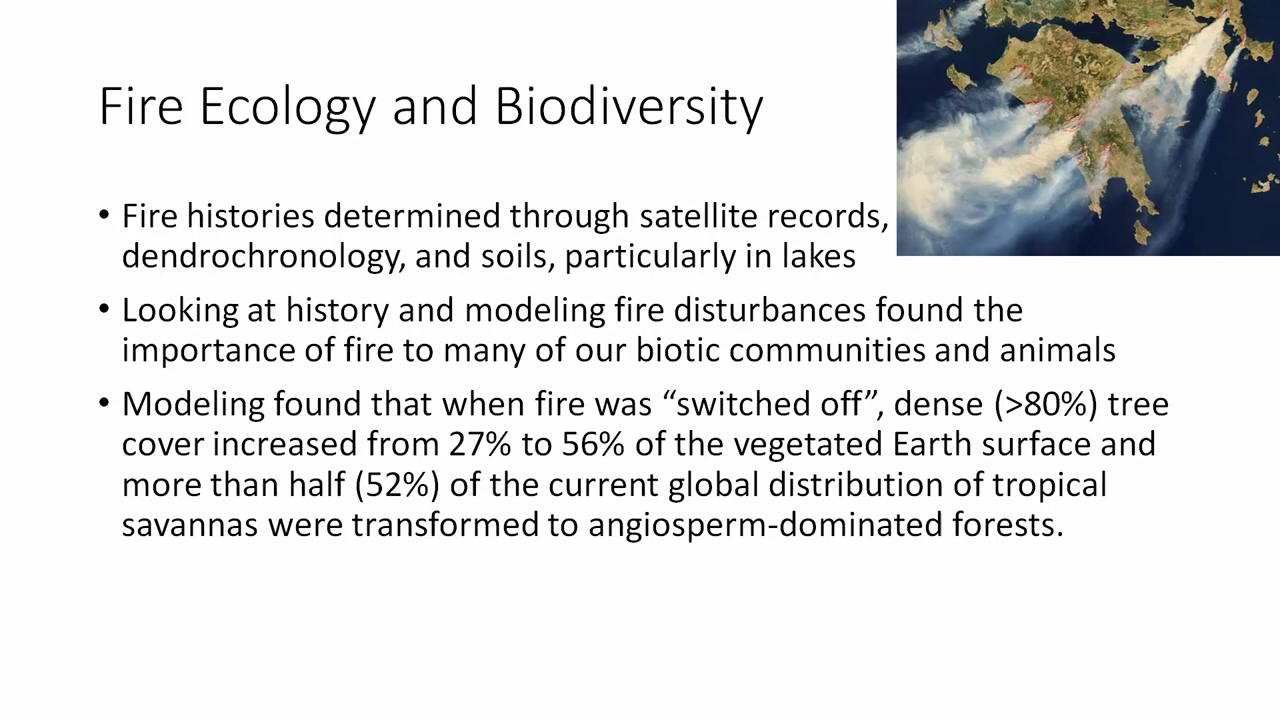 Fire Ecology and Biodiversity
• Fire histories determined through satellite records,
dendrochronology, and soils, particularly in lakes
• Looking at history and modeling fire disturbances found the
importance of fire to many of our biotic communities and animals
• Modeling found that when fire was “switched off”, dense (>80%) tree
cover increased from 27% to 56% of the vegetated Earth surface and
more than half (52%) of the current global distribution of tropical
savannas were transformed to angiosperm-dominated forests.